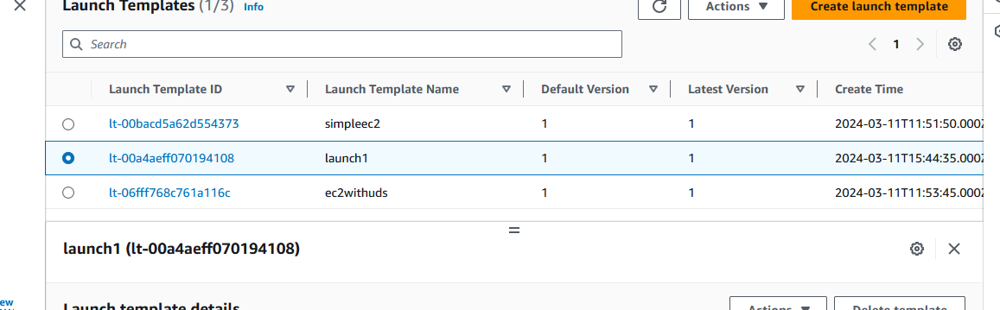 Launch Templates (1/3) Info
Actions
Create launch template
Search
1
Launch Template ID Launch Template Name Default Version Latest Version Create Time
lt-00bacd5a62d554373 simpleec2 1 1 2024-03-11T11:51:50.000Z
lt-00a4aeff070194108 launch1 1 1 2024-03-11T15:44:35.000Z
lt-06fff768c761a116c ec2withuds 1 1 2024-03-11T11:53:45.000Z
launch1 (lt-00a4aeff070194108)
ew
Launch template details
Actions
Delete template